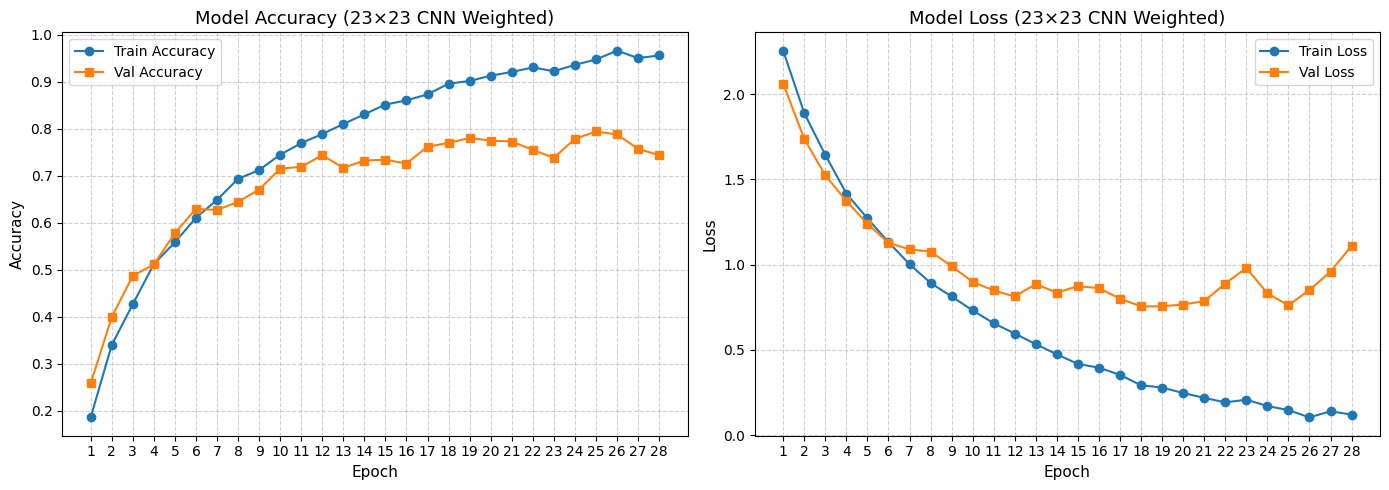 Model Accuracy (23×23 CNN Weighted)
Train Accuracy
Val Accuracy
1.0
0.9
0.8
0.7
0.6
0.5
0.4
0.3
0.2
Accuracy
1 2 3 4 5 6 7 8 9 10 11 12 13 14 15 16 17 18 19 20 21 22 23 24 25 26 27 28
Epoch
Model Loss (23×23 CNN Weighted)
Train Loss
Val Loss
2.0
1.5
1.0
0.5
0.0
Loss
1 2 3 4 5 6 7 8 9 10 11 12 13 14 15 16 17 18 19 20 21 22 23 24 25 26 27 28
Epoch